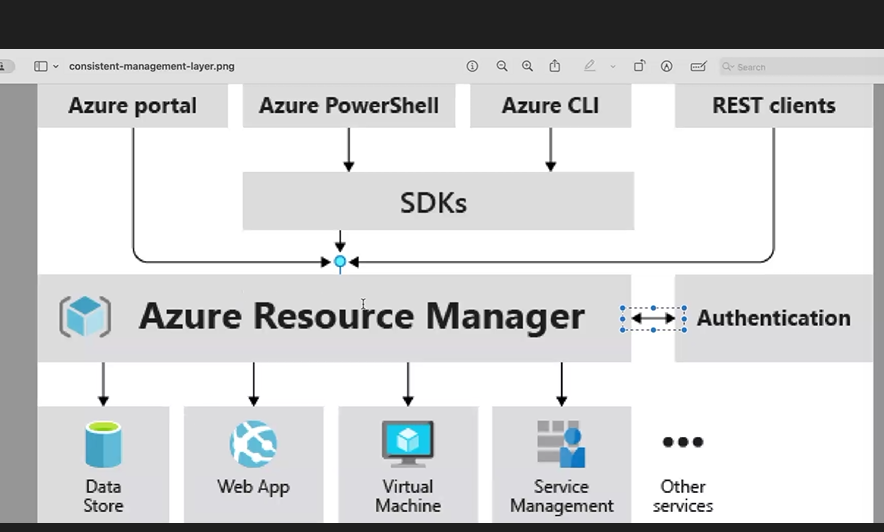 consistent-management-layer.png
Search
Azure portal
Azure PowerShell
Azure CLI
REST clients
SDKs
Azure Resource Manager
Authentication
Data
Store
Web App
Virtual
Machine
Service
Management
Other
services